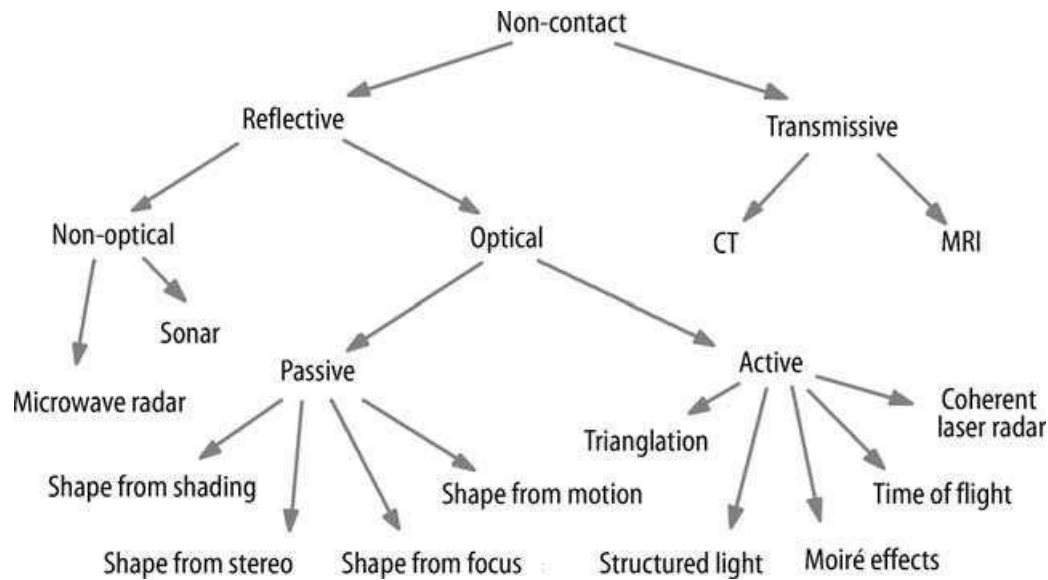 Non-contact
Reflective
Transmissive
Non-optical
Optical
CT
MRI
Sonar
Microwave radar
Passive
Active
Coherent
laser radar
Trianglation
Shape from shading
Shape from motion
Time of flight
Shape from stereo
Shape from focus
Structured light
Moiré effects